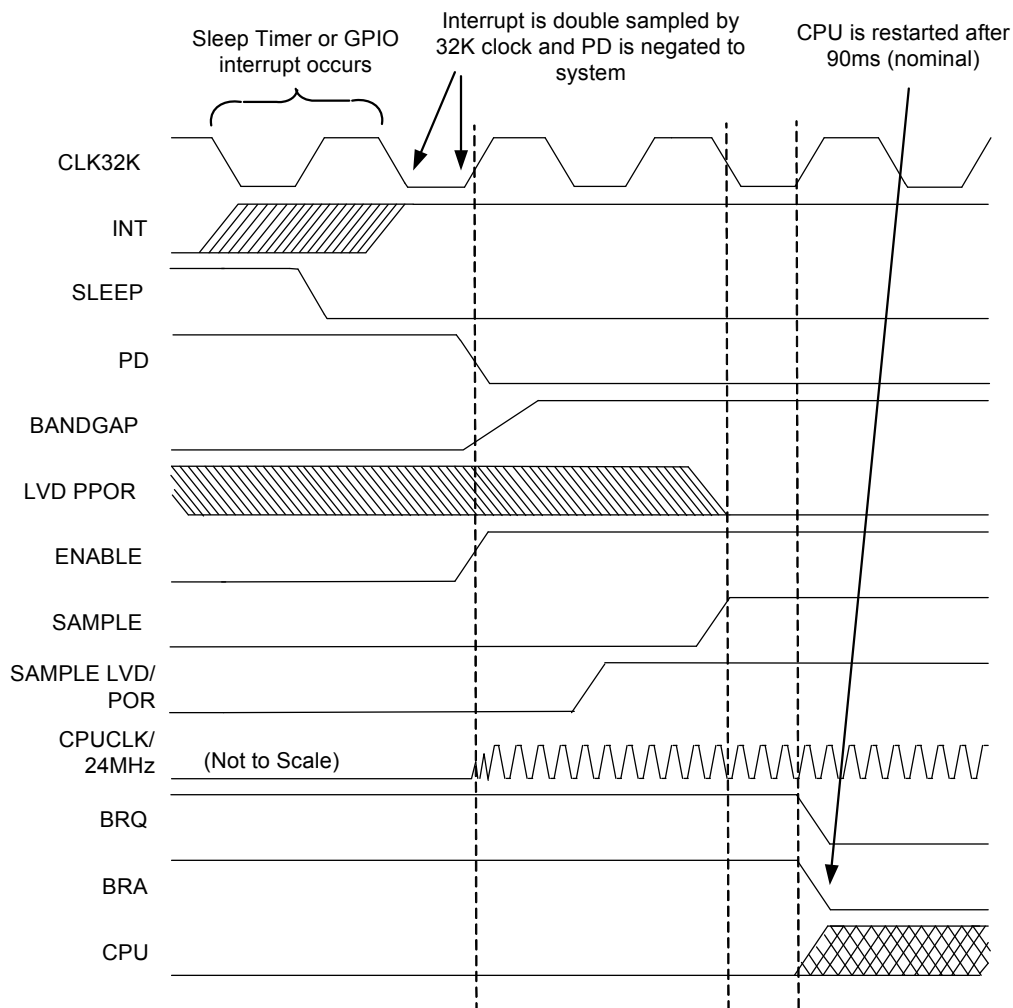 Sleep Timer or GPIO
interrupt occurs
Interrupt is double sampled by
32K clock and PD is negated to
system
CPU is restarted after
90ms (nominal)
CLK32K
INT
SLEEP
PD
BANDGAP
LVD PPOR
ENABLE
SAMPLE
SAMPLE LVD/
POR
CPUCLK/
24MHz
(Not to Scale)
BRQ
BRA
CPU